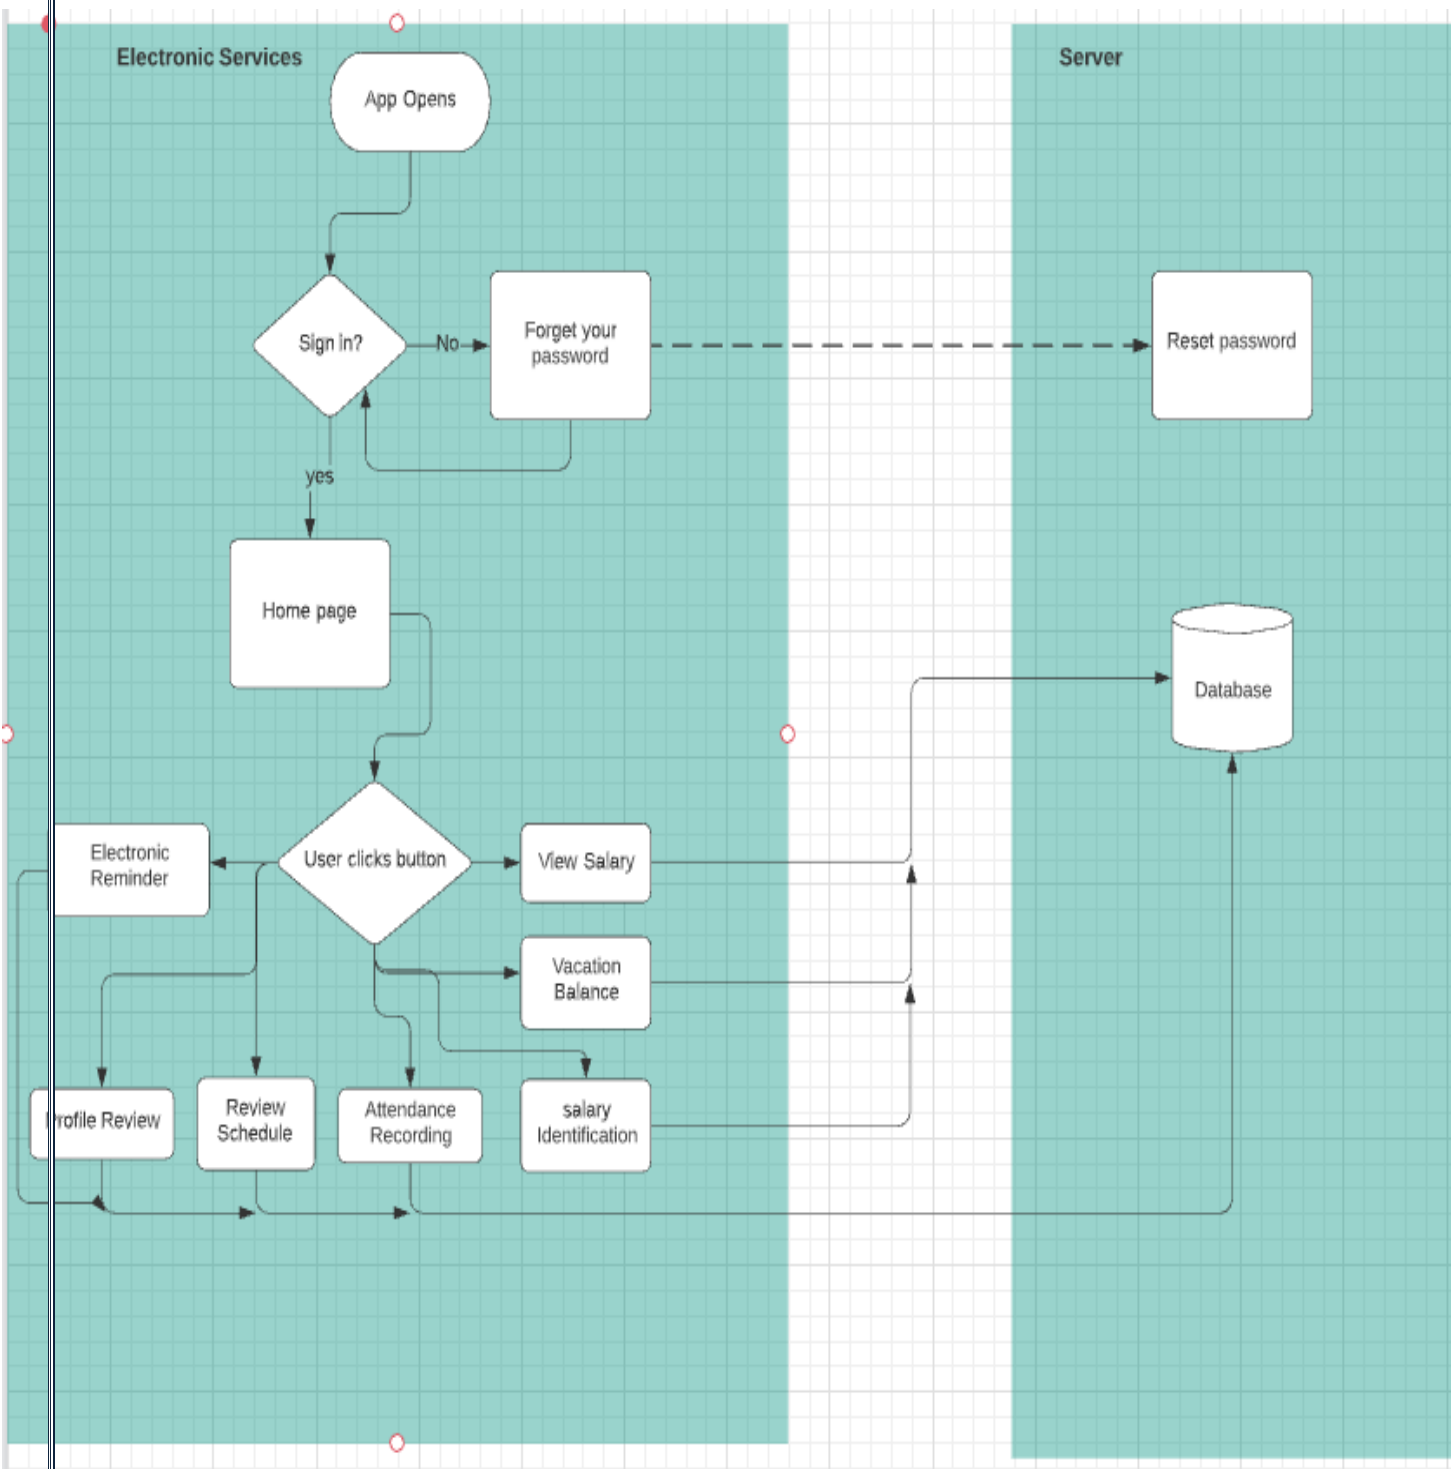 Electronic Services
Server
App Opens
Sign in?
No
Forget your
password
Reset password
yes
Home page
Database
User clicks button
Electronic
Reminder
View Salary
Vacation
Balance
Profile Review
Review
Schedule
Attendance
Recording
salary
Identification